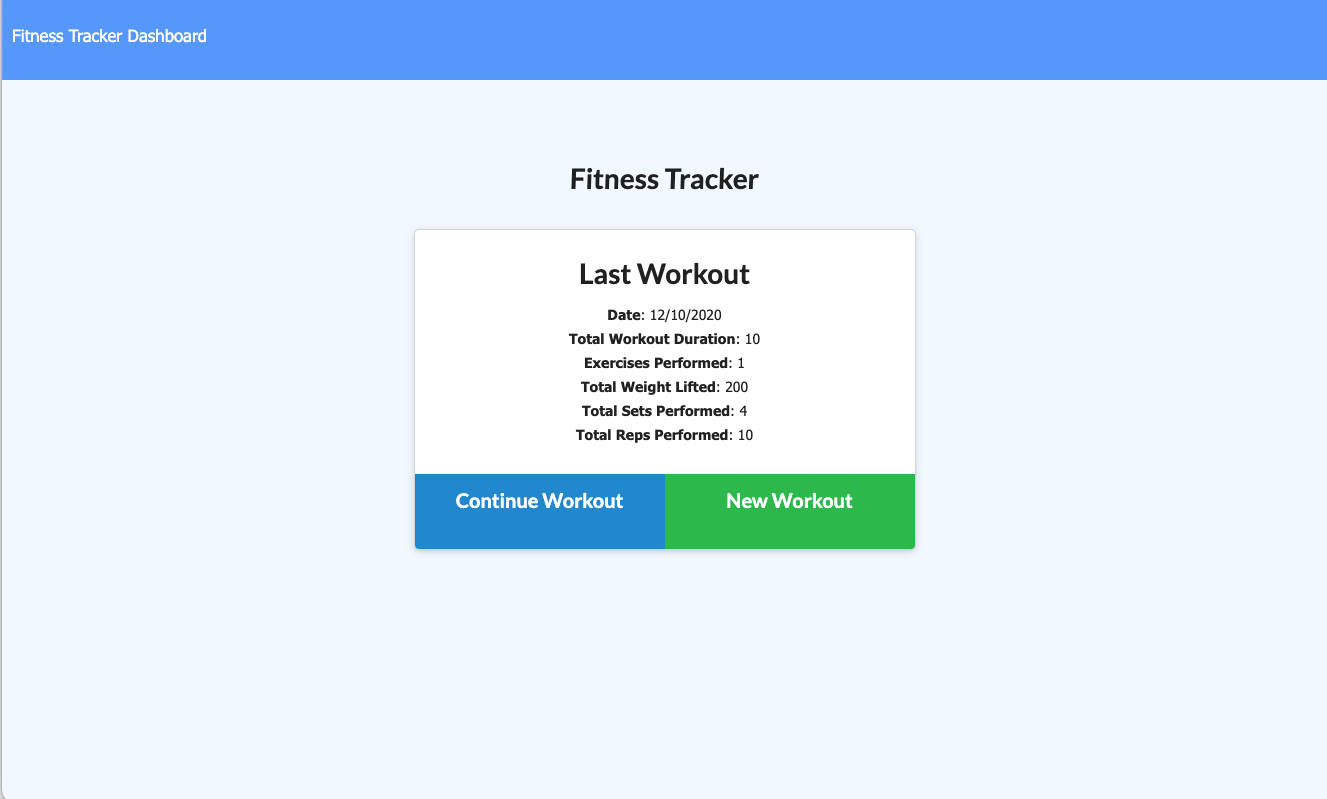 Fitness Tracker Dashboard
Fitness Tracker
Last Workout
Date: 12/10/2020
Total Workout Duration: 10
Exercises Performed: 1
Total Weight Lifted: 200
Total Sets Performed: 4
Total Reps Performed: 10
Continue Workout New Workout